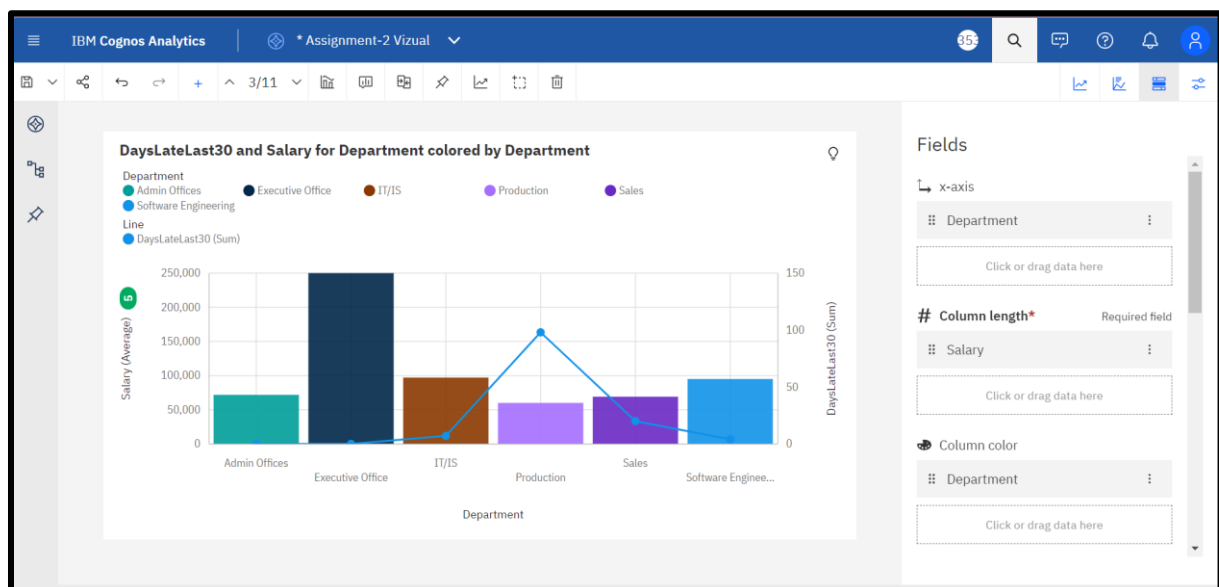 IBM Cognos Analytics
* Assignment-2 Vizual
3/11
DaysLateLast30 and Salary for Department colored by Department
Department
Admin Offices Executive Office IT/IS Production Sales
Software Engineering
Line
DaysLateLast30 (Sum)
250,000
200,000
150,000
100,000
50,000
0
Salary (Average)
5
150
100
50
0
DaysLateLast30 (Sum)
Admin Offices
Executive Office
IT/IS
Production
Sales
Software Enginee...
Department
Fields
x-axis
Department
Click or drag data here
# Column length* Required field
Salary
Click or drag data here
Column color
Department
Click or drag data here